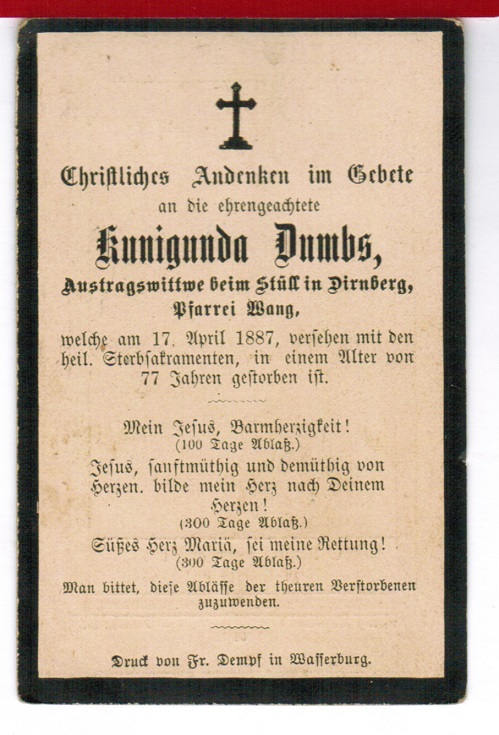 Christliches Andenken im Gebete
an die ehrengeachtete
Kunigunda Dumbs,
Austragswittwe beim Stüll in Dirnberg,
Pfarrei Wang,
welche am 17. April 1887, versehen mit den
heil. Sterbsakramenten, in einem Alter von
77 Jahren gestorben ist.
Mein Jesus, Barmherzigkeit!
(100 Tage Ablaß.)
Jesus, sanftmüthig und demüthig von
Herzen. bilde mein Herz nach Deinem
Herzen!
(300 Tage Ablaß.)
Süßes Herz Mariä, sei meine Rettung!
(300 Tage Ablaß.)
Man bittet, diese Ablässe der theuren Verstorbenen
zuzuwenden.
Druck von Fr. Dempf in Wasserburg.